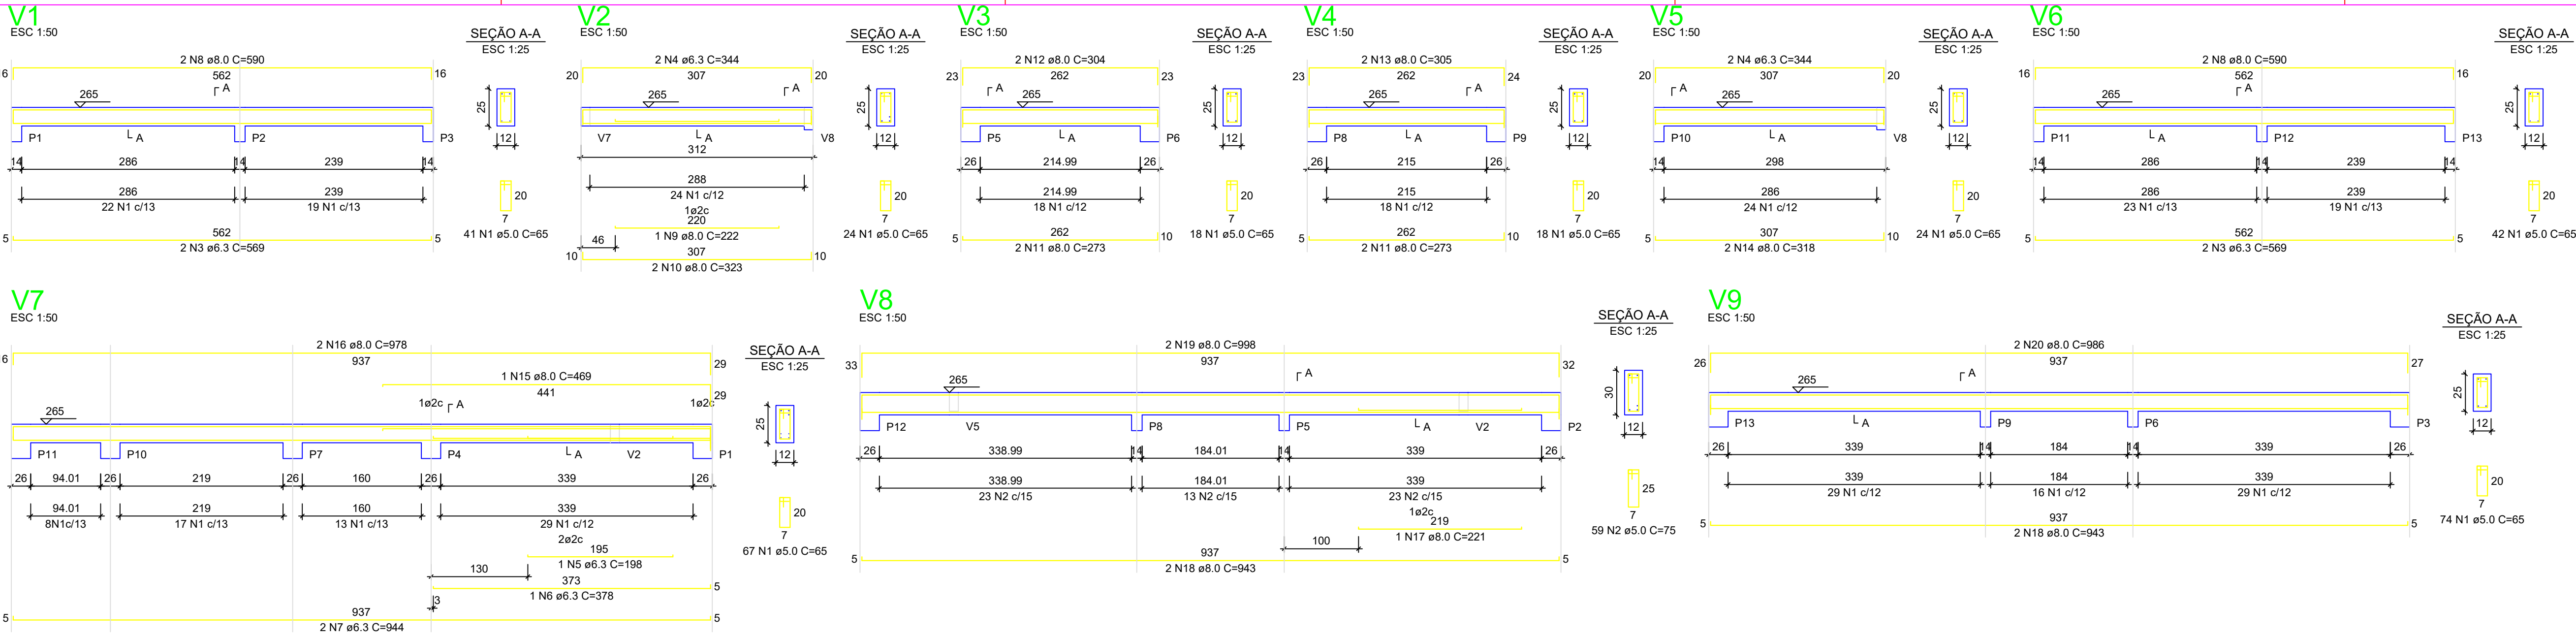 V1
ESC 1:50
SEÇÃO A-A
ESC 1:25
2 N8 ø8.0 C=590
6
562
16
A
265
25
12
P1
A
P2
P3
14
286
14
239
14
286
239
22 N1 c/13
19 N1 c/13
20
7
41 N1 ø5.0 C=65
5
562
5
2 N3 ø6.3 C=569
V2
ESC 1:50
SEÇÃO A-A
ESC 1:25
2 N4 ø6.3 C=344
20
307
20
A
265
25
12
V7
A
V8
312
288
24 N1 c/12
1ø2c
220
1 N9 ø8.0 C=222
46
20
7
24 N1 ø5.0 C=65
10
307
10
2 N10 ø8.0 C=323
V3
ESC 1:50
SEÇÃO A-A
ESC 1:25
2 N12 ø8.0 C=304
23
262
23
A
265
25
12
P5
A
P6
26
214.99
26
214.99
18 N1 c/12
20
7
18 N1 ø5.0 C=65
5
262
10
2 N11 ø8.0 C=273
V4
ESC 1:50
SEÇÃO A-A
ESC 1:25
2 N13 ø8.0 C=305
23
262
24
A
265
25
12
P8
A
P9
26
215
26
215
18 N1 c/12
20
7
18 N1 ø5.0 C=65
5
262
10
2 N11 ø8.0 C=273
V5
ESC 1:50
SEÇÃO A-A
ESC 1:25
2 N4 ø6.3 C=344
20
307
20
A
265
25
12
P10
A
V8
14
298
286
24 N1 c/12
20
7
24 N1 ø5.0 C=65
5
307
10
2 N14 ø8.0 C=318
V6
ESC 1:50
SEÇÃO A-A
ESC 1:25
2 N8 ø8.0 C=590
16
562
16
A
265
25
12
P11
A
P12
P13
14
286
14
239
14
286
239
23 N1 c/13
19 N1 c/13
20
7
42 N1 ø5.0 C=65
5
562
5
2 N3 ø6.3 C=569
V7
ESC 1:50
SEÇÃO A-A
ESC 1:25
2 N16 ø8.0 C=978
6
937
29
1 N15 ø8.0 C=469
441
29
1ø2c
A
1ø2c
265
25
12
P11
P10
P7
P4
A
V2
P1
26
94.01
26
219
26
160
26
339
26
94.01
219
160
339
8N1c/13
17 N1 c/13
13 N1 c/13
29 N1 c/12
20
7
67 N1 ø5.0 C=65
2ø2c
195
1 N5 ø6.3 C=198
130
373
5
1 N6 ø6.3 C=378
3
5
937
5
2 N7 ø6.3 C=944
V8
ESC 1:50
SEÇÃO A-A
ESC 1:25
2 N19 ø8.0 C=998
33
937
32
A
265
30
12
P12
V5
P8
P5
A
V2
P2
26
338.99
14
184.01
14
339
26
338.99
184.01
339
23 N2 c/15
13 N2 c/15
23 N2 c/15
25
7
59 N2 ø5.0 C=75
1ø2c
219
1 N17 ø8.0 C=221
100
5
937
5
2 N18 ø8.0 C=943
V9
ESC 1:50
SEÇÃO A-A
ESC 1:25
2 N20 ø8.0 C=986
26
937
27
A
265
25
12
P13
A
P9
P6
P3
26
339
14
184
14
339
26
339
184
339
29 N1 c/12
16 N1 c/12
29 N1 c/12
20
7
74 N1 ø5.0 C=65
5
937
5
2 N18 ø8.0 C=943